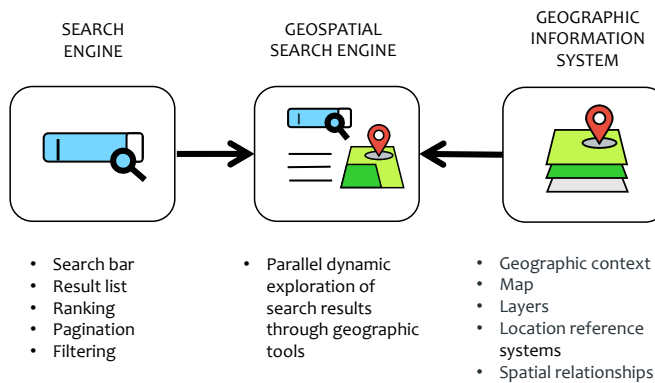 SEARCH
ENGINE
GEOSPATIAL
SEARCH ENGINE
GEOGRAPHIC
INFORMATION
SYSTEM
• Search bar
• Result list
• Ranking
• Pagination
• Filtering
• Parallel dynamic
exploration of
search results
through geographic
tools
• Geographic context
• Map
• Layers
• Location reference
systems
• Spatial relationships